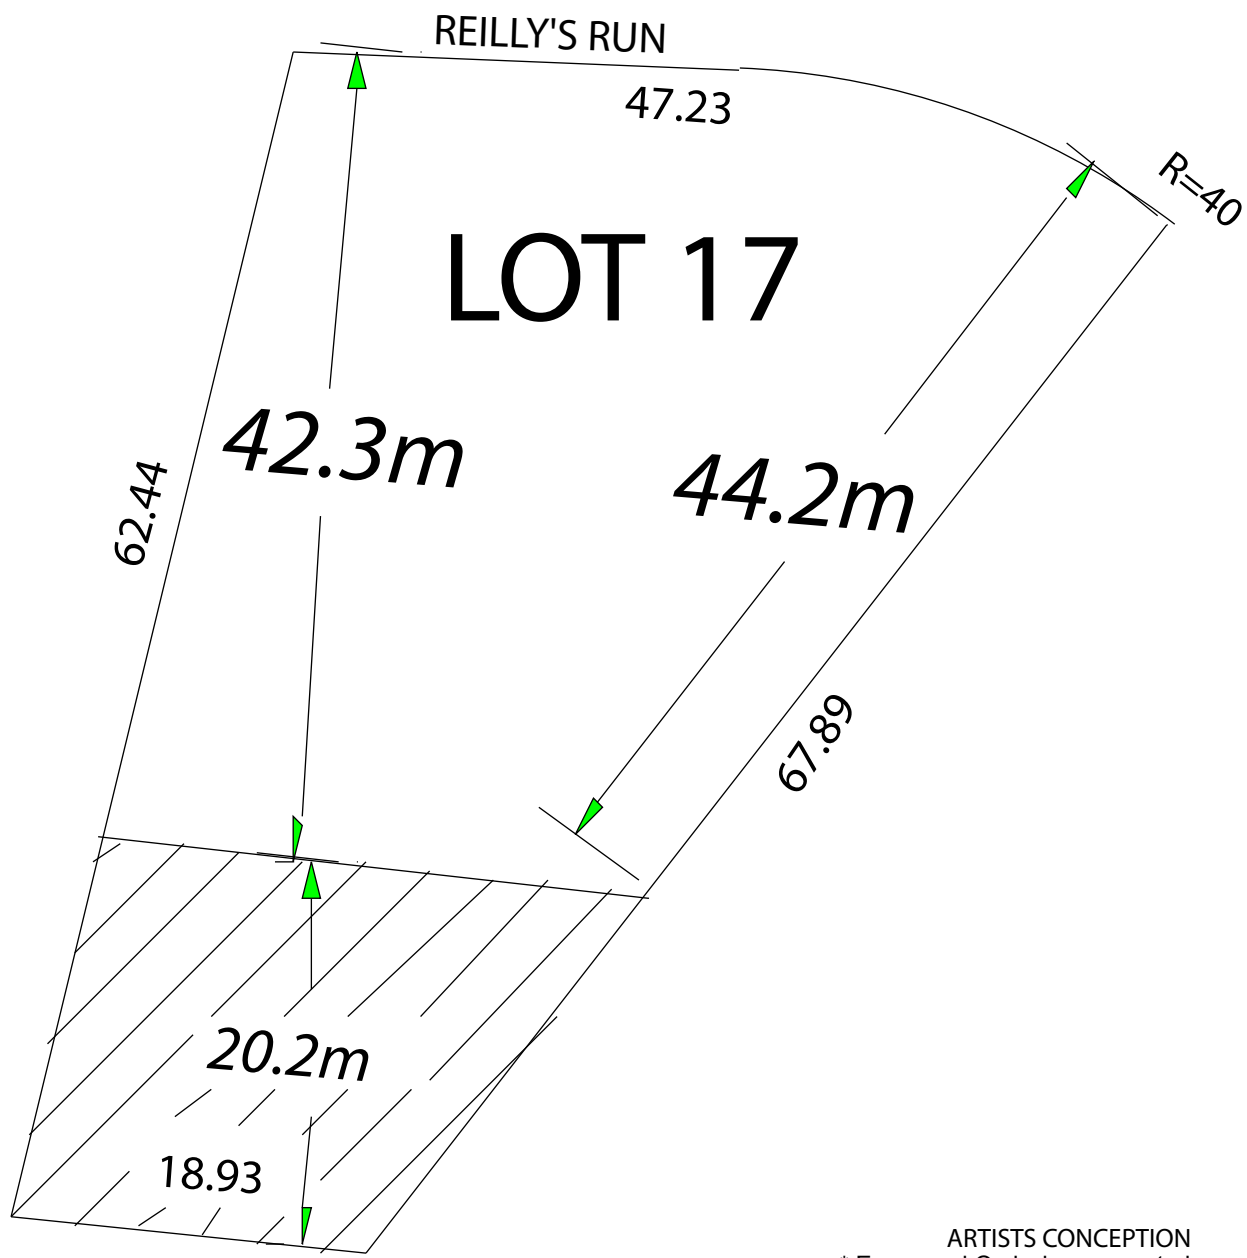 REILLY'S RUN
47.23
R=40
LOT 17
42.3m
44.2m
62.44
67.89
20.2m
18.93
ARTISTS CONCEPTION